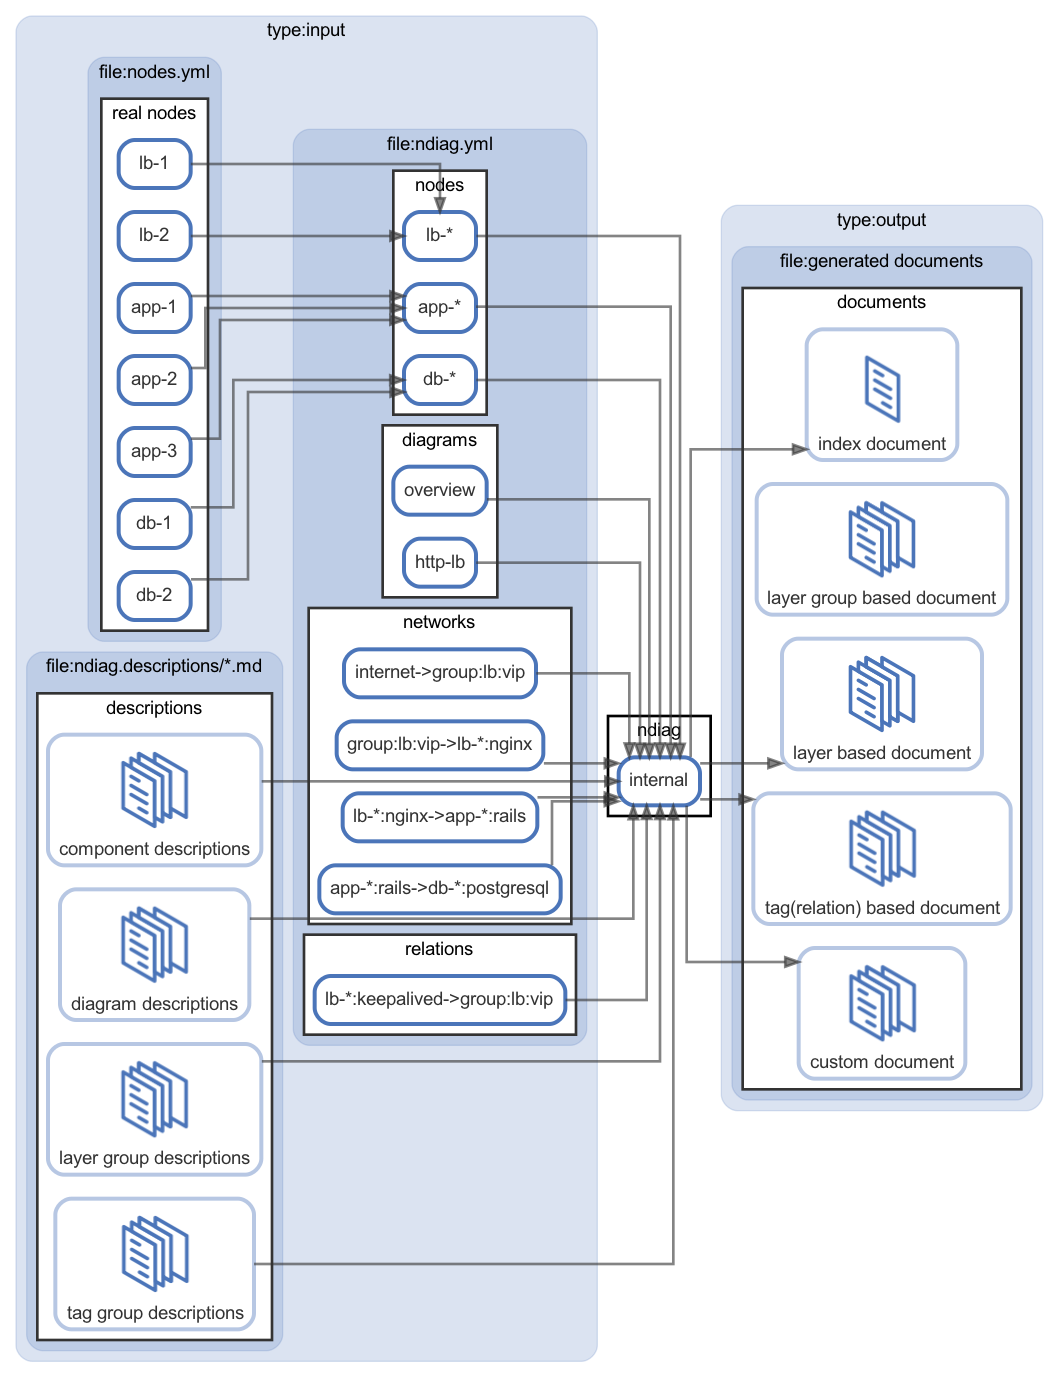 type:input
file:nodes.yml
real nodes
lb-1
lb-2
app-1
app-2
app-3
db-1
db-2
file:ndiag.descriptions/*.md
descriptions
component descriptions
diagram descriptions
layer group descriptions
tag group descriptions
file:ndiag.yml
nodes
lb-*
app-*
db-*
diagrams
overview
http-lb
networks
internet->group:lb:vip
group:lb:vip->lb-*:nginx
lb-*:nginx->app-*:rails
app-*:rails->db-*:postgresql
relations
lb-*:keepalived->group:lb:vip
ndiag
internal
type:output
file:generated documents
documents
index document
layer group based document
layer based document
tag(relation) based document
custom document